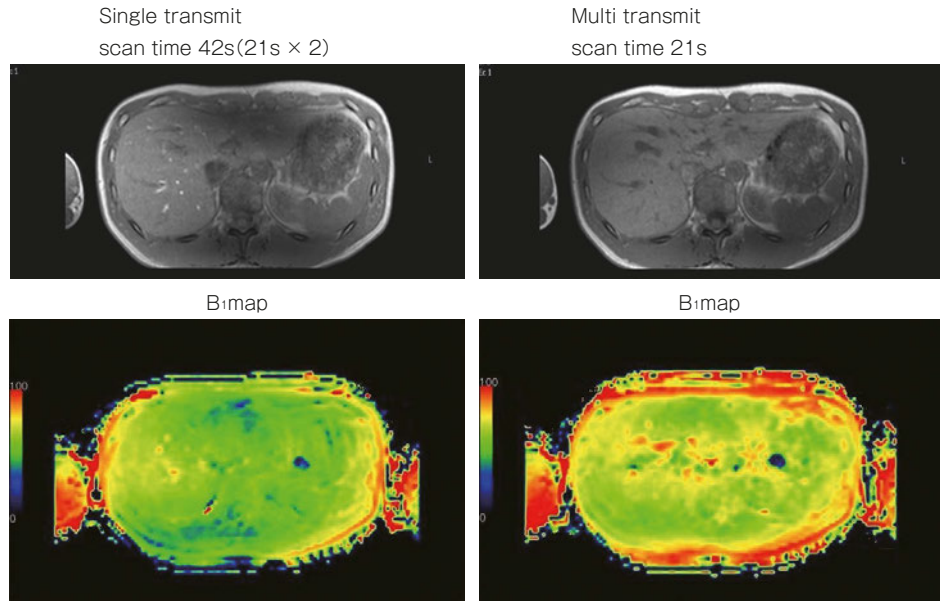 Single transmit
scan time 42s(21s × 2)
Multi transmit
scan time 21s
L
L
B₁map
B₁map
100
0
100
0